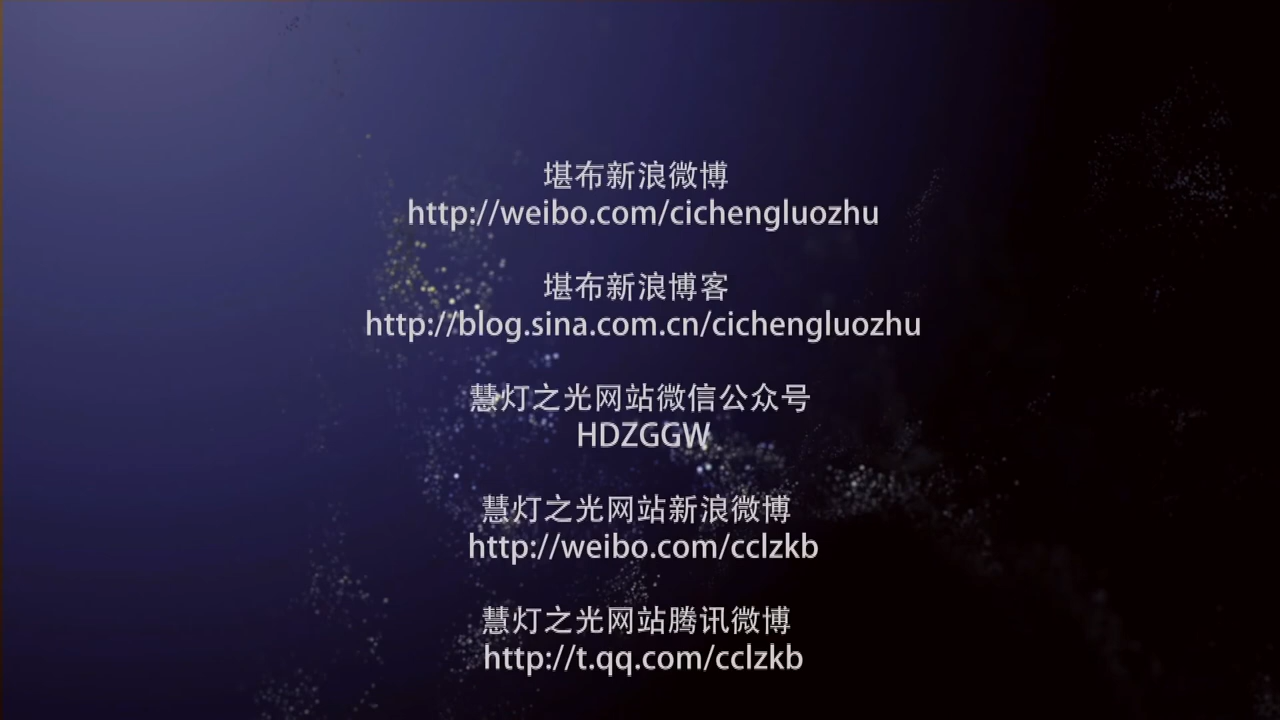 堪布新浪微博
http://weibo.com/cichengluozhu
堪布新浪博客
http://blog.sina.com.cn/cichengluozhu
慧灯之光网站微信公众号
HDZGGW
慧灯之光网站新浪微博
http://weibo.com/cclzkb
慧灯之光网站腾讯微博
http://t.qq.com/cclzkb